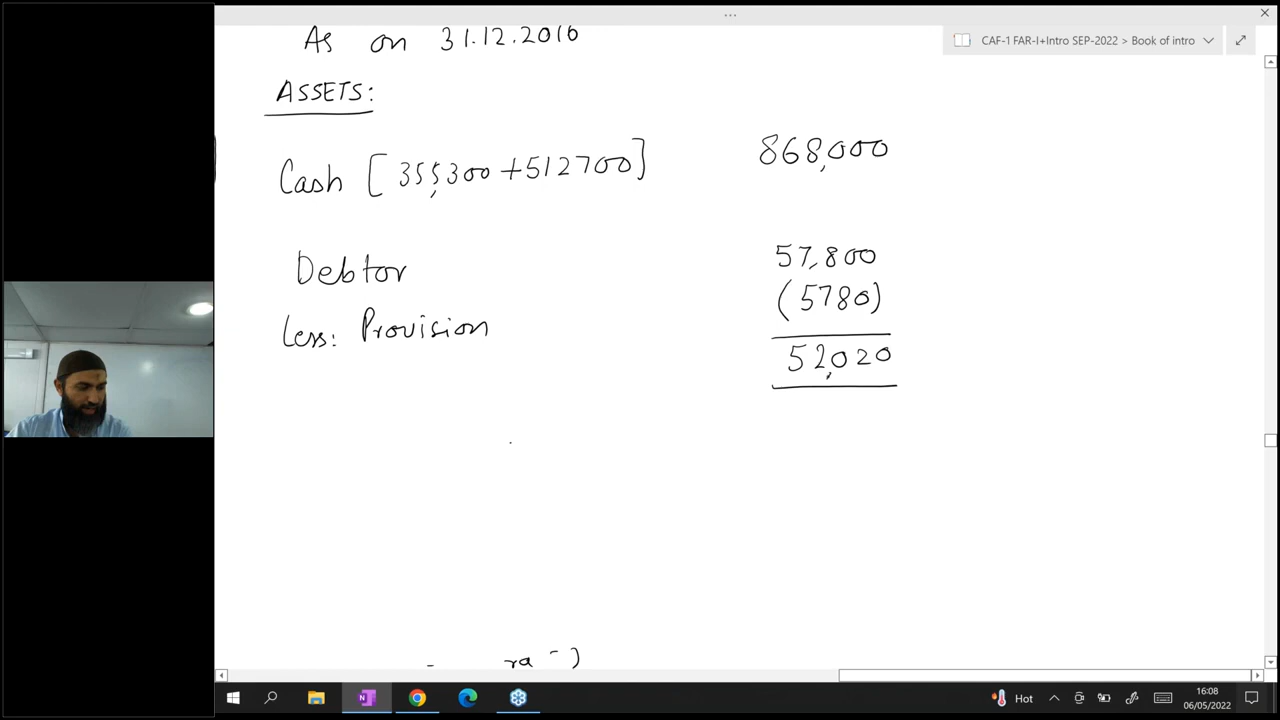 CAF-1 FAR-I+Intro SEP-2022 > Book of intro
As on 31.12.2016
ASSETS:
Cash [355,300 + 512700] 868,000
Debtor 57,800
Less: Provision (5780)
52,020
Hot
16:08
06/05/2022